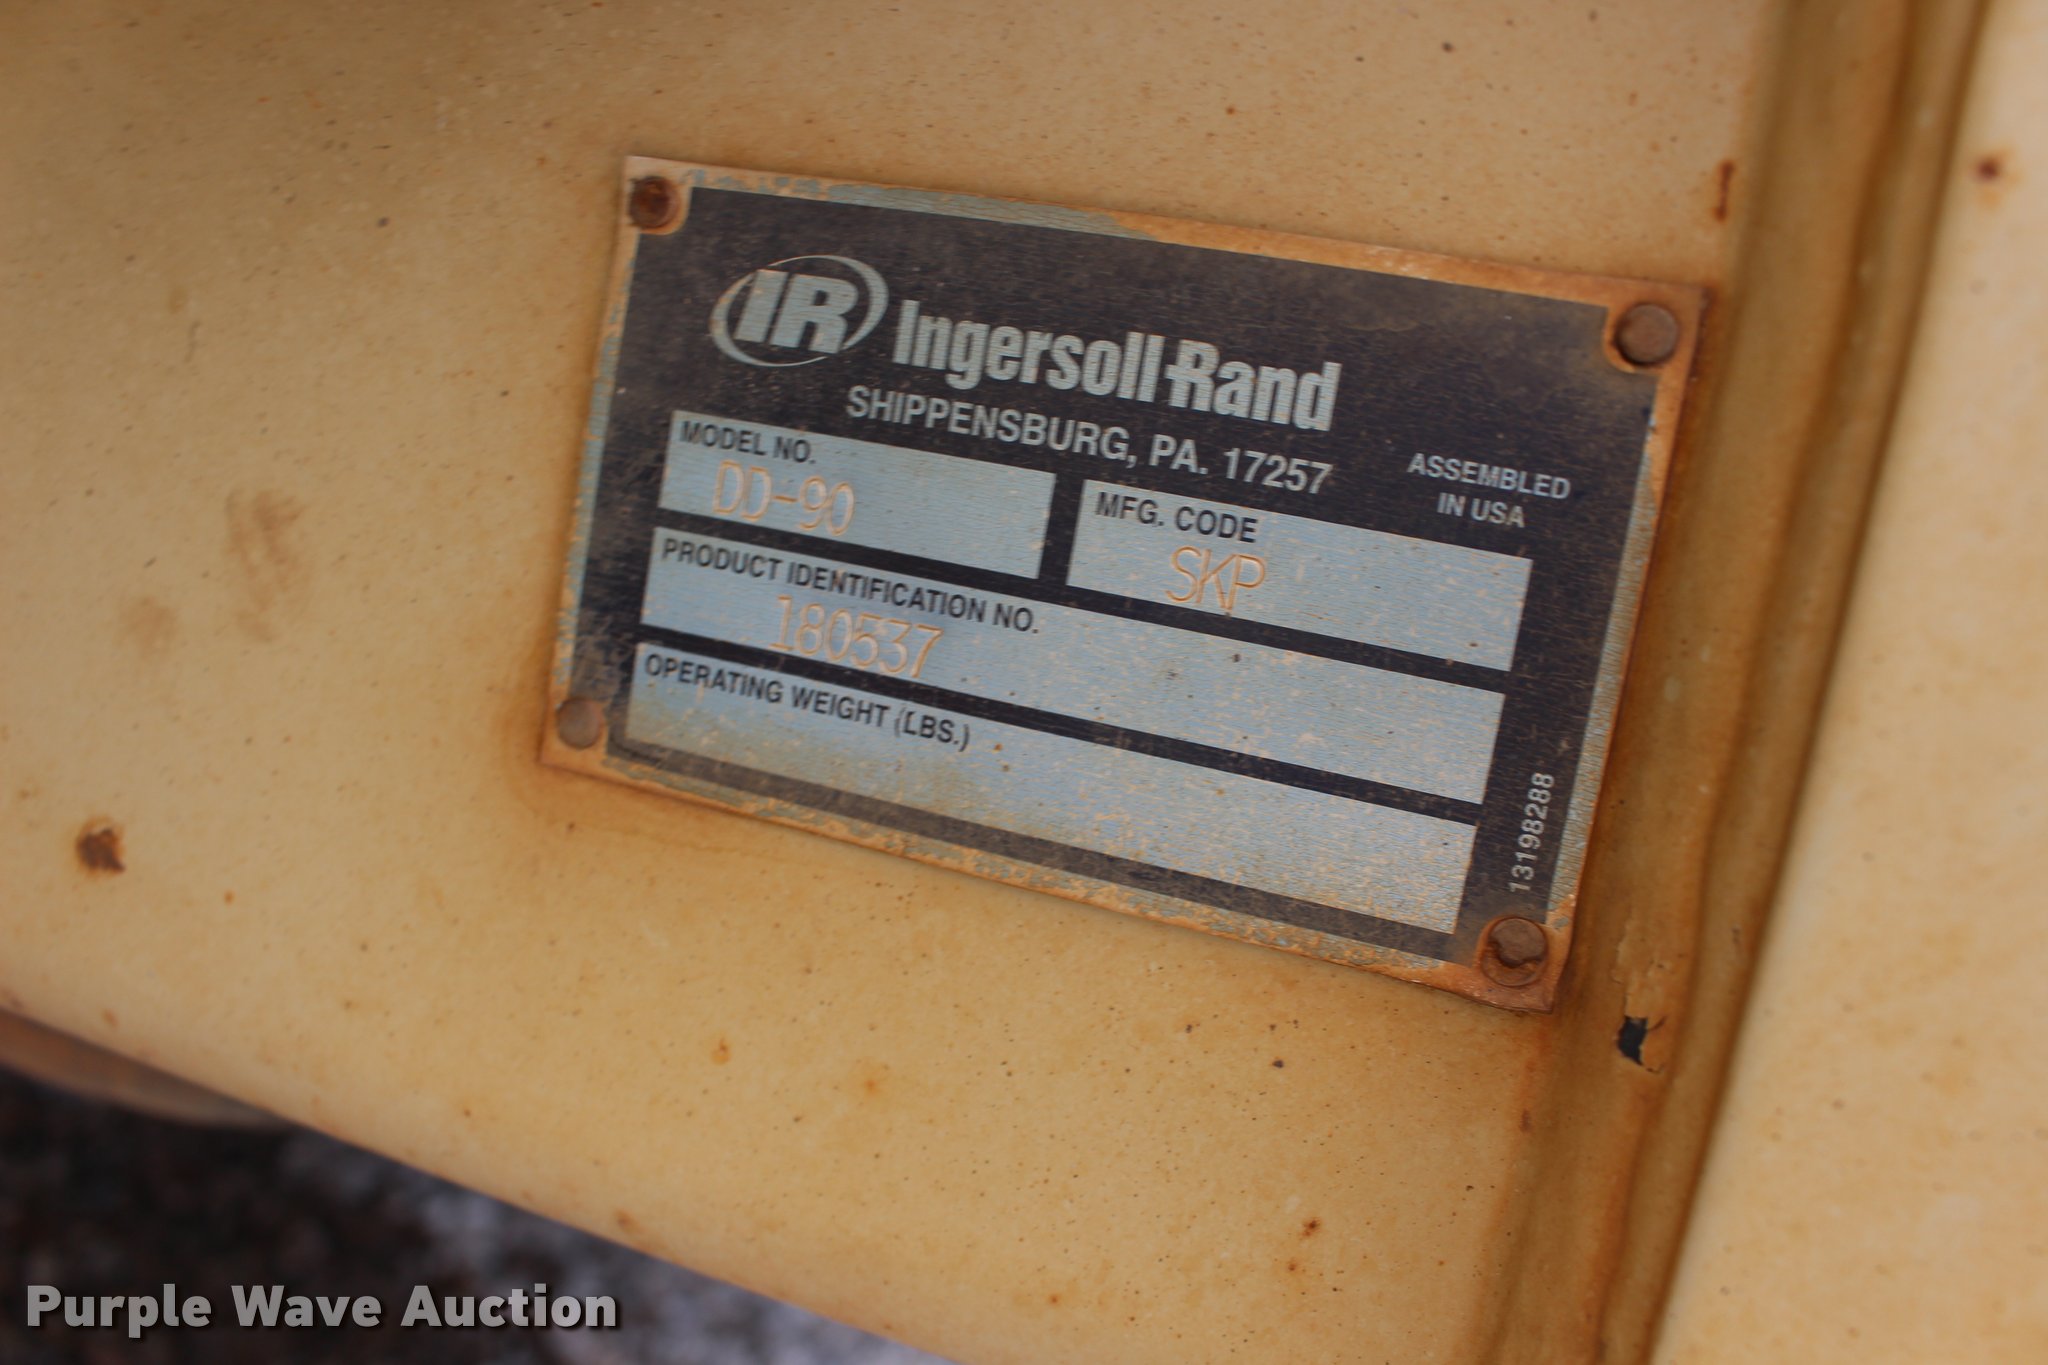 IR Ingersoll-Rand
SHIPPENSBURG, PA. 17257
ASSEMBLED
IN USA
MODEL NO.
DD-90
MFG. CODE
SKP
PRODUCT IDENTIFICATION NO.
180537
OPERATING WEIGHT (LBS.)
13198288
Purple Wave Auction